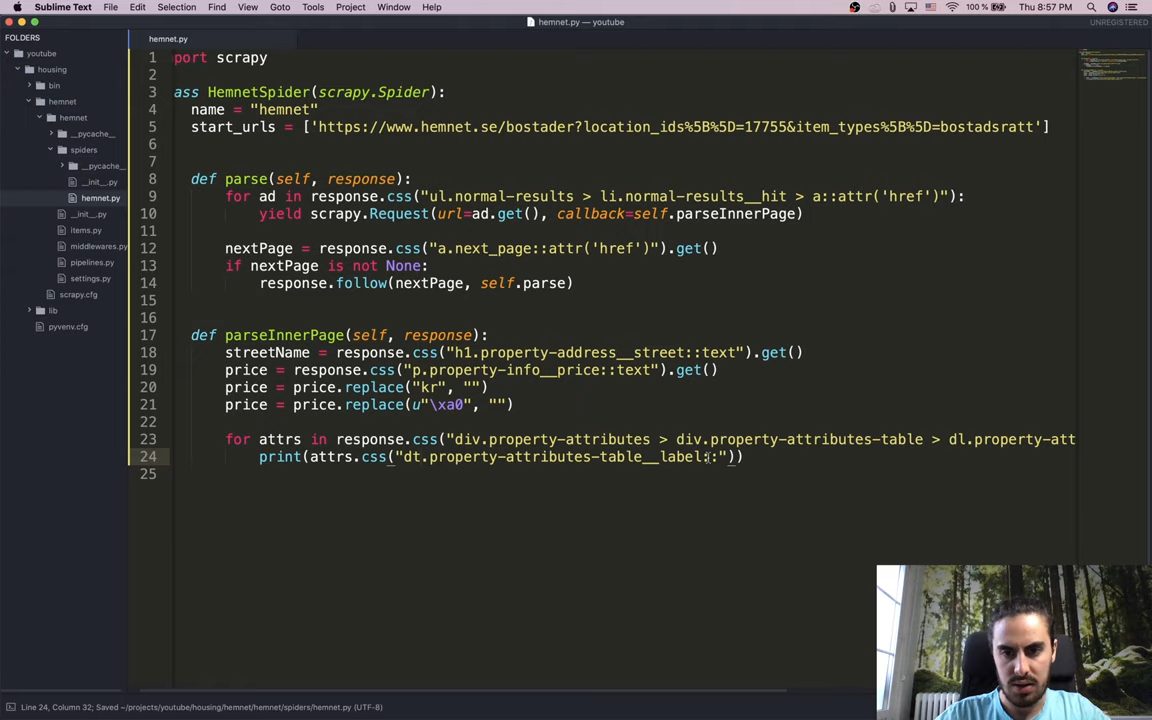 Sublime Text File Edit Selection Find View Goto Tools Project Window Help 100 % Thu 8:57 PM
hemnet.py — youtube UNREGISTERED
FOLDERS
youtube
housing
bin
hemnet
hemnet
__pycache__
spiders
__pycache__
__init__.py
hemnet.py
__init__.py
items.py
middlewares.py
pipelines.py
settings.py
scrapy.cfg
lib
pyvenv.cfg
hemnet.py
1 port scrapy
2
3 ass HemnetSpider(scrapy.Spider):
4 name = "hemnet"
5 start_urls = ['https://www.hemnet.se/bostader?location_ids%5B%5D=17755&item_types%5B%5D=bostadsratt']
6
7
8 def parse(self, response):
9 for ad in response.css("ul.normal-results > li.normal-results__hit > a::attr('href')"):
10 yield scrapy.Request(url=ad.get(), callback=self.parseInnerPage)
11
12 nextPage = response.css("a.next_page::attr('href')").get()
13 if nextPage is not None:
14 response.follow(nextPage, self.parse)
15
16
17 def parseInnerPage(self, response):
18 streetName = response.css("h1.property-address__street::text").get()
19 price = response.css("p.property-info__price::text").get()
20 price = price.replace("kr", "")
21 price = price.replace(u"\xa0", "")
22
23 for attrs in response.css("div.property-attributes > div.property-attributes-table > dl.property-att
24 print(attrs.css("dt.property-attributes-table__label::"))
25
Line 24, Column 32; Saved ~/projects/youtube/housing/hemnet/hemnet/spiders/hemnet.py (UTF-8)